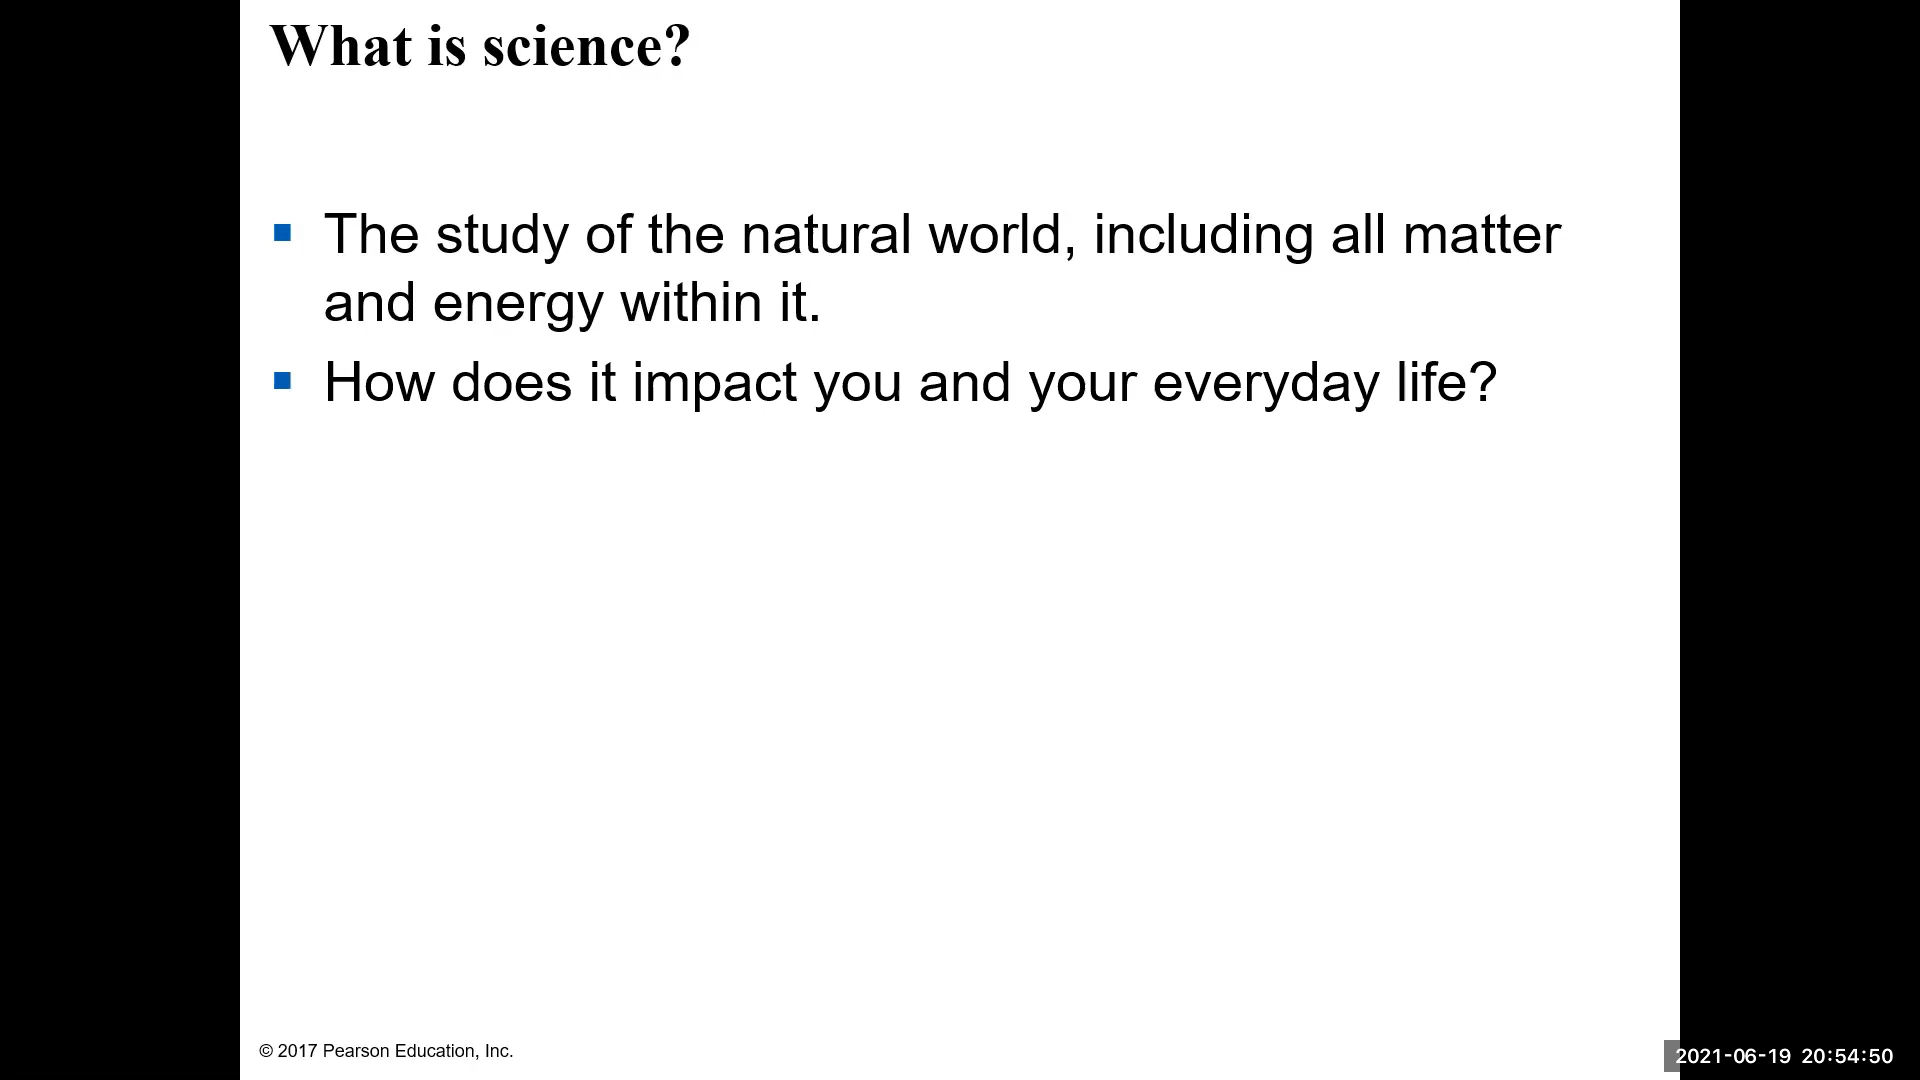 What is science?
▪ The study of the natural world, including all matter
and energy within it.
▪ How does it impact you and your everyday life?
© 2017 Pearson Education, Inc.
2021-06-19 20:54:50